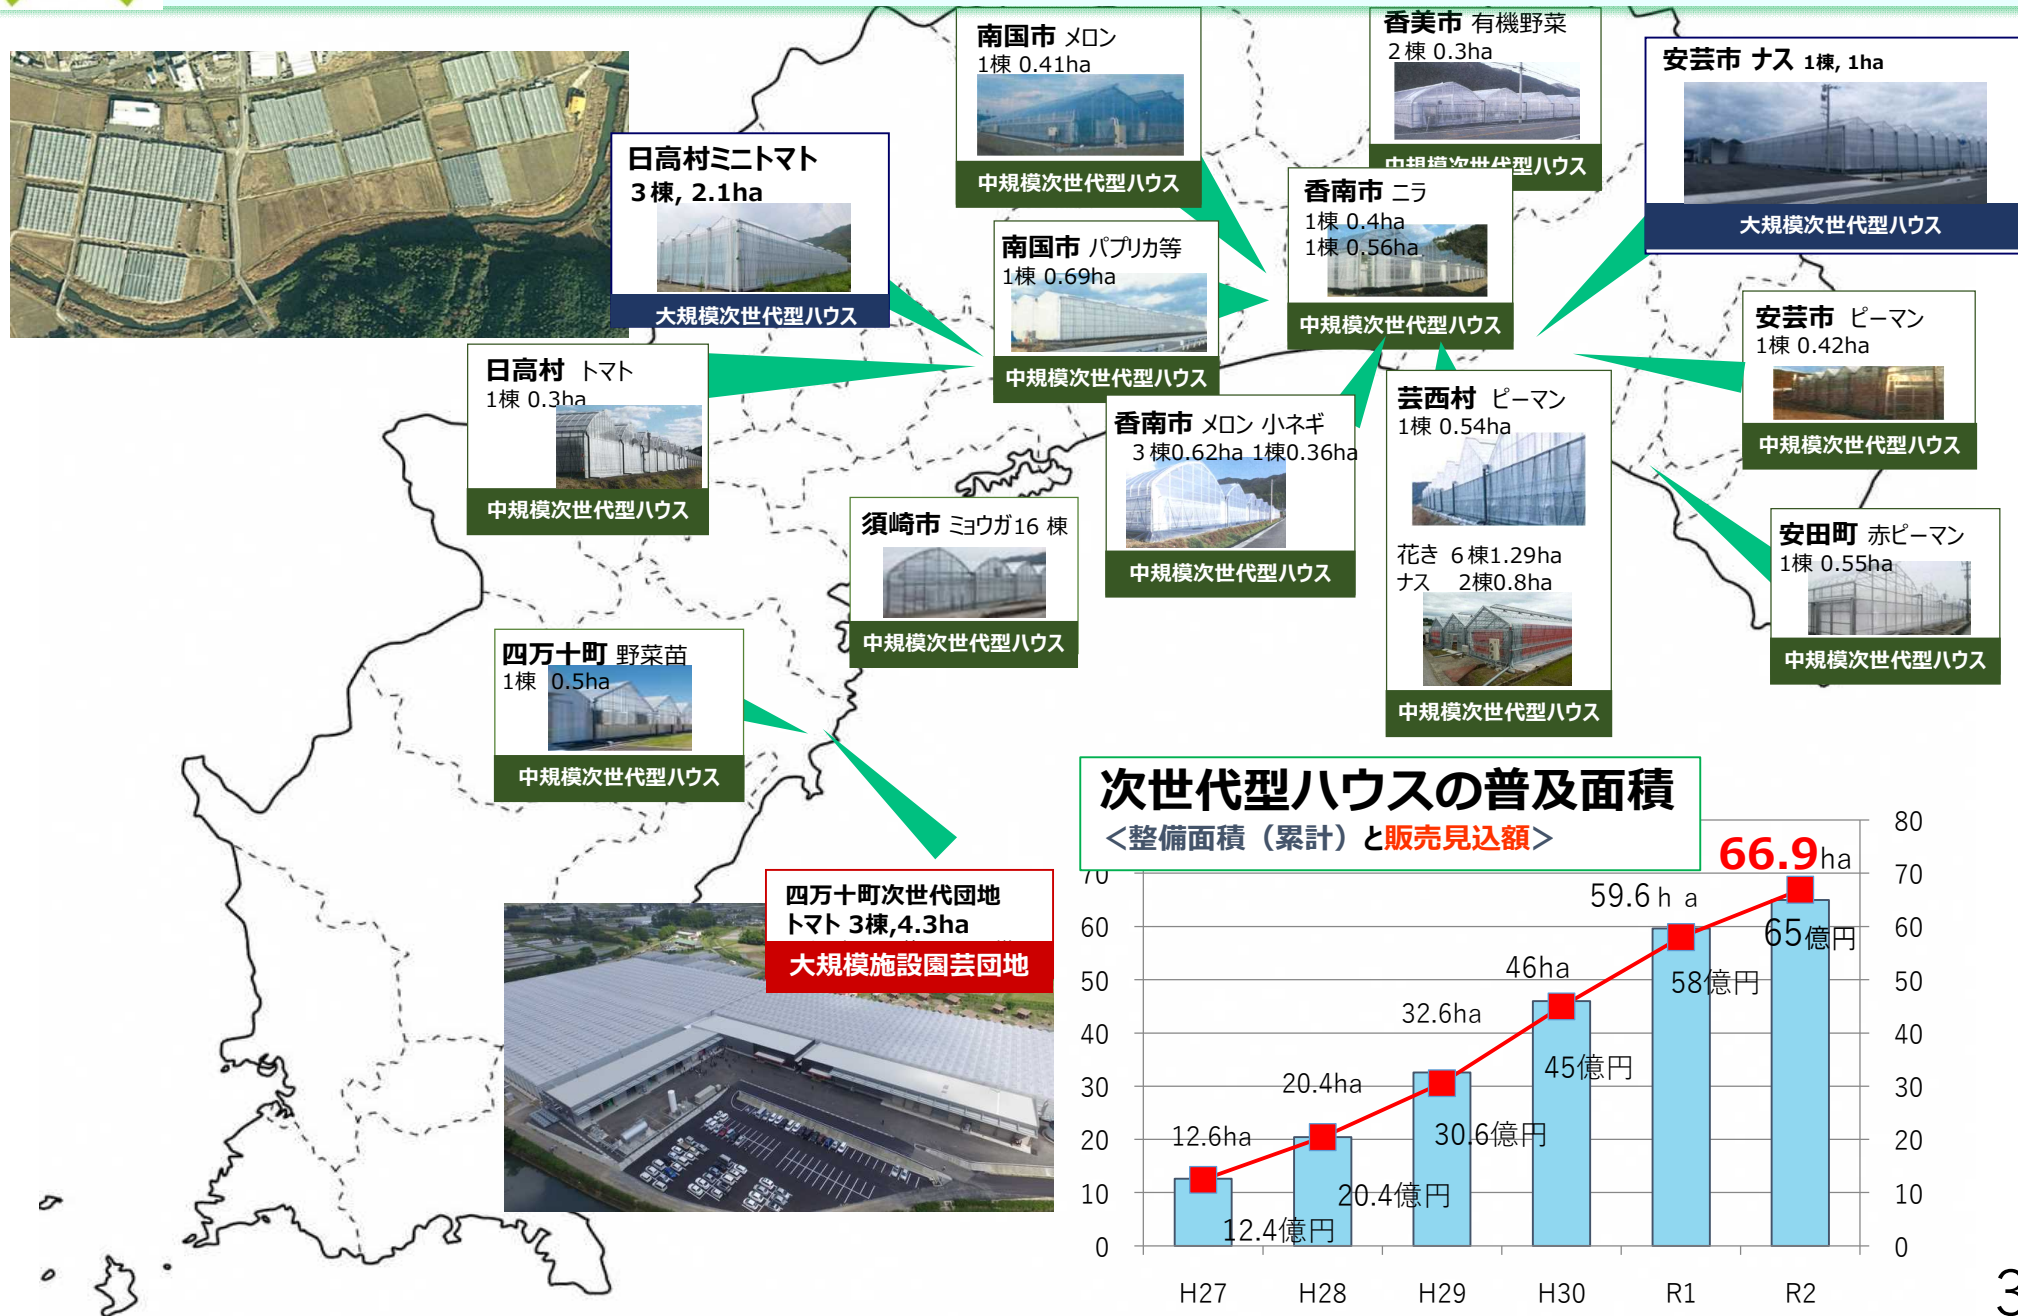 南国市 メロン
1棟 0.41ha
中規模次世代型ハウス
香美市 有機野菜
2棟 0.3ha
中規模次世代型ハウス
安芸市 ナス 1棟, 1ha
大規模次世代型ハウス
日高村ミニトマト
3棟, 2.1ha
大規模次世代型ハウス
南国市 パプリカ等
1棟 0.69ha
中規模次世代型ハウス
香南市 ニラ
1棟 0.4ha
1棟 0.56ha
中規模次世代型ハウス
安芸市 ピーマン
1棟 0.42ha
中規模次世代型ハウス
日高村 トマト
1棟 0.3ha
中規模次世代型ハウス
香南市 メロン 小ネギ
3棟0.62ha 1棟0.36ha
中規模次世代型ハウス
芸西村 ピーマン
1棟 0.54ha
花き 6棟1.29ha
ナス 2棟0.8ha
中規模次世代型ハウス
須崎市 ミョウガ16 棟
中規模次世代型ハウス
安田町 赤ピーマン
1棟 0.55ha
中規模次世代型ハウス
四万十町 野菜苗
1棟 0.5ha
中規模次世代型ハウス
四万十町次世代団地
トマト 3棟,4.3ha
大規模施設園芸団地
次世代型ハウスの普及面積
<整備面積（累計）と販売見込額>
80
70
60
50
40
30
20
10
0
70
60
50
40
30
20
10
0
12.6ha
20.4ha
32.6ha
46ha
59.6ｈａ
66.9ha
12.4億円
20.4億円
30.6億円
45億円
58億円
65億円
H27 H28 H29 H30 R1 R2
3